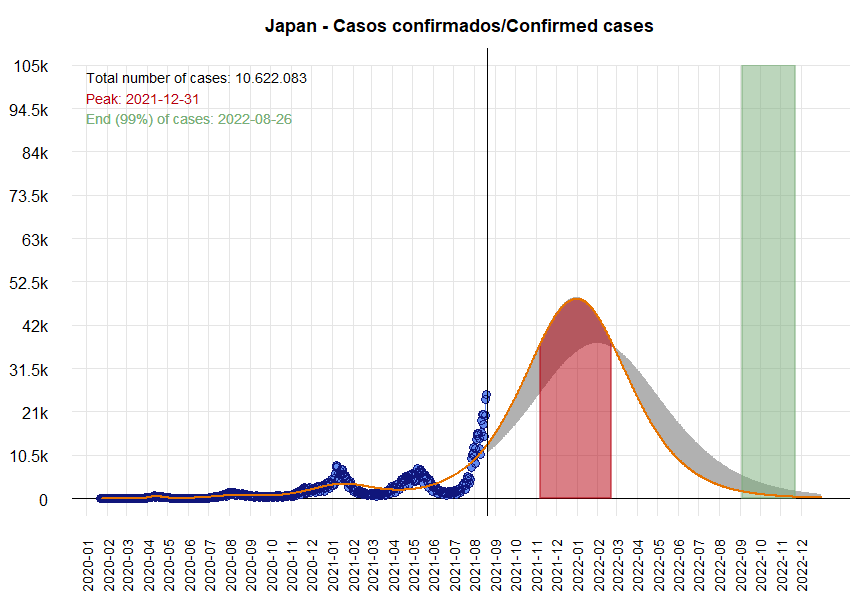 Japan - Casos confirmados/Confirmed cases
Total number of cases: 10.622.083
Peak: 2021-12-31
End (99%) of cases: 2022-08-26
105k
94.5k
84k
73.5k
63k
52.5k
42k
31.5k
21k
10.5k
0
2020-01
2020-02
2020-03
2020-04
2020-05
2020-06
2020-07
2020-08
2020-09
2020-10
2020-11
2020-12
2021-01
2021-02
2021-03
2021-04
2021-05
2021-06
2021-07
2021-08
2021-09
2021-10
2021-11
2021-12
2022-01
2022-02
2022-03
2022-04
2022-05
2022-06
2022-07
2022-08
2022-09
2022-10
2022-11
2022-12